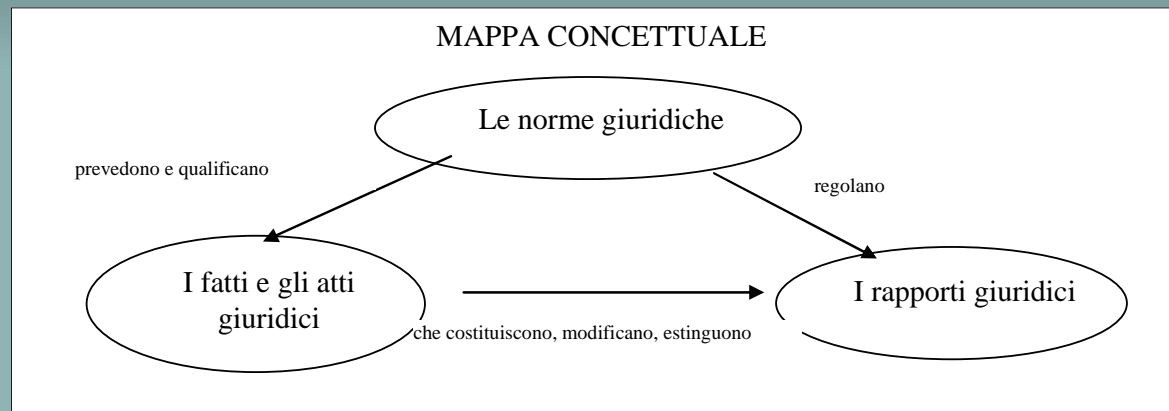 MAPPA CONCETTUALE
Le norme giuridiche
prevedono e qualificano
regolano
I fatti e gli atti
giuridici
I rapporti giuridici
che costituiscono, modificano, estinguono